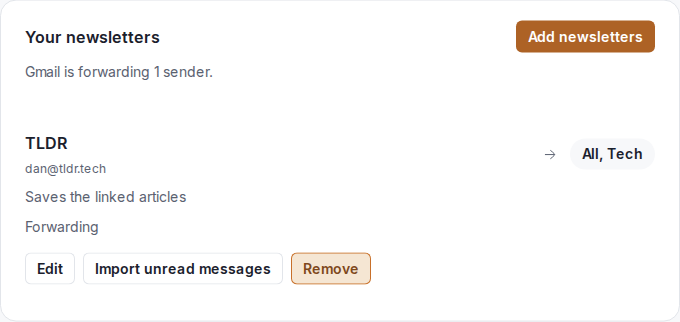 Your newsletters
Add newsletters
Gmail is forwarding 1 sender.
TLDR
dan@tldr.tech
→ All, Tech
Saves the linked articles
Forwarding
Edit
Import unread messages
Remove